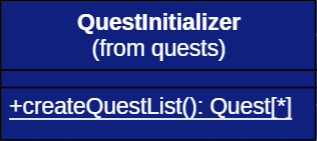 QuestInitializer
(from quests)
+createQuestList(): Quest[*]